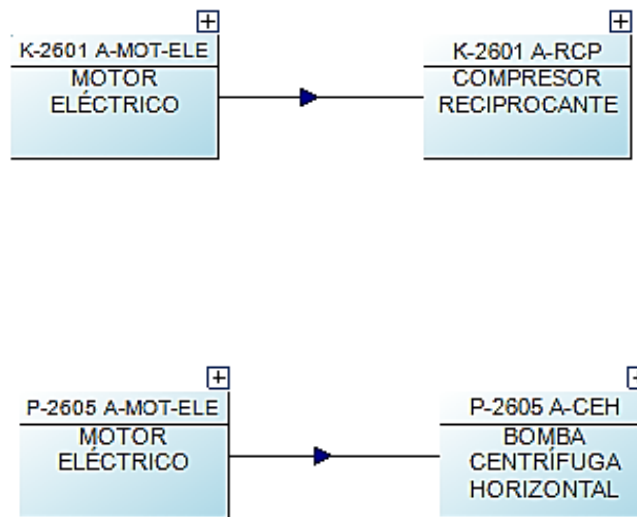 K-2601 A-MOT-ELE
MOTOR
ELÉCTRICO
K-2601 A-RCP
COMPRESOR
RECIPROCANTE
P-2605 A-MOT-ELE
MOTOR
ELÉCTRICO
P-2605 A-CEH
BOMBA
CENTRÍFUGA
HORIZONTAL